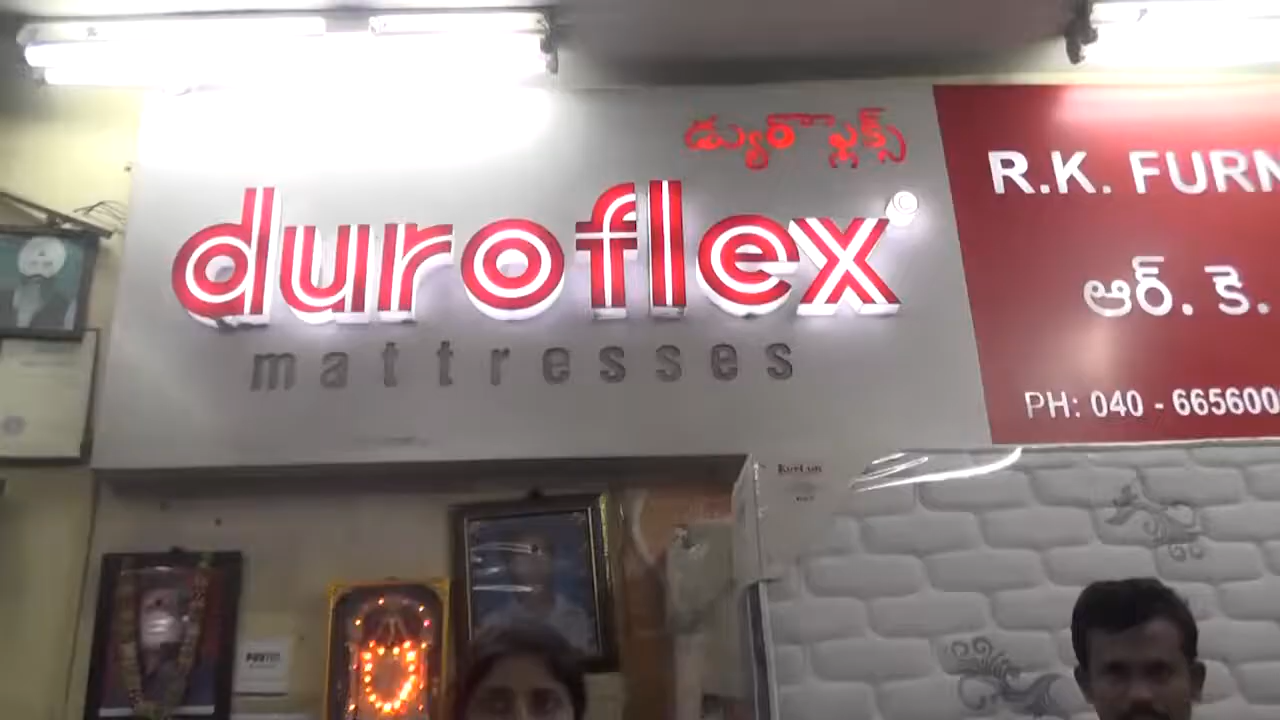 డ్యురోఫ్లెక్స్
duroflex
mattresses
R.K. FURN
ఆర్. కె.
PH: 040 - 665600